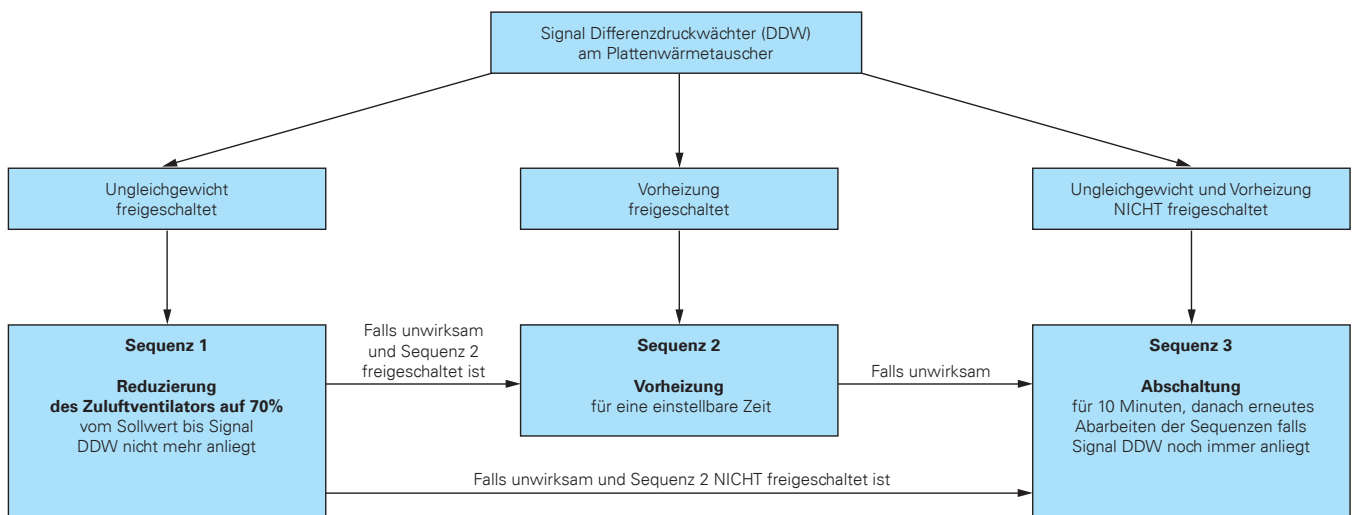 Signal Differenzdruckwächter (DDW)
am Plattenwärmetauscher
Ungleichgewicht
freigeschaltet
Vorheizung
freigeschaltet
Ungleichgewicht und Vorheizung
NICHT freigeschaltet
Sequenz 1
Reduzierung
des Zuluftventilators auf 70%
vom Sollwert bis Signal
DDW nicht mehr anliegt
Falls unwirksam
und Sequenz 2
freigeschaltet ist
Sequenz 2
Vorheizung
für eine einstellbare Zeit
Falls unwirksam
Sequenz 3
Abschaltung
für 10 Minuten, danach erneutes
Abarbeiten der Sequenzen falls
Signal DDW noch immer anliegt
Falls unwirksam und Sequenz 2 NICHT freigeschaltet ist